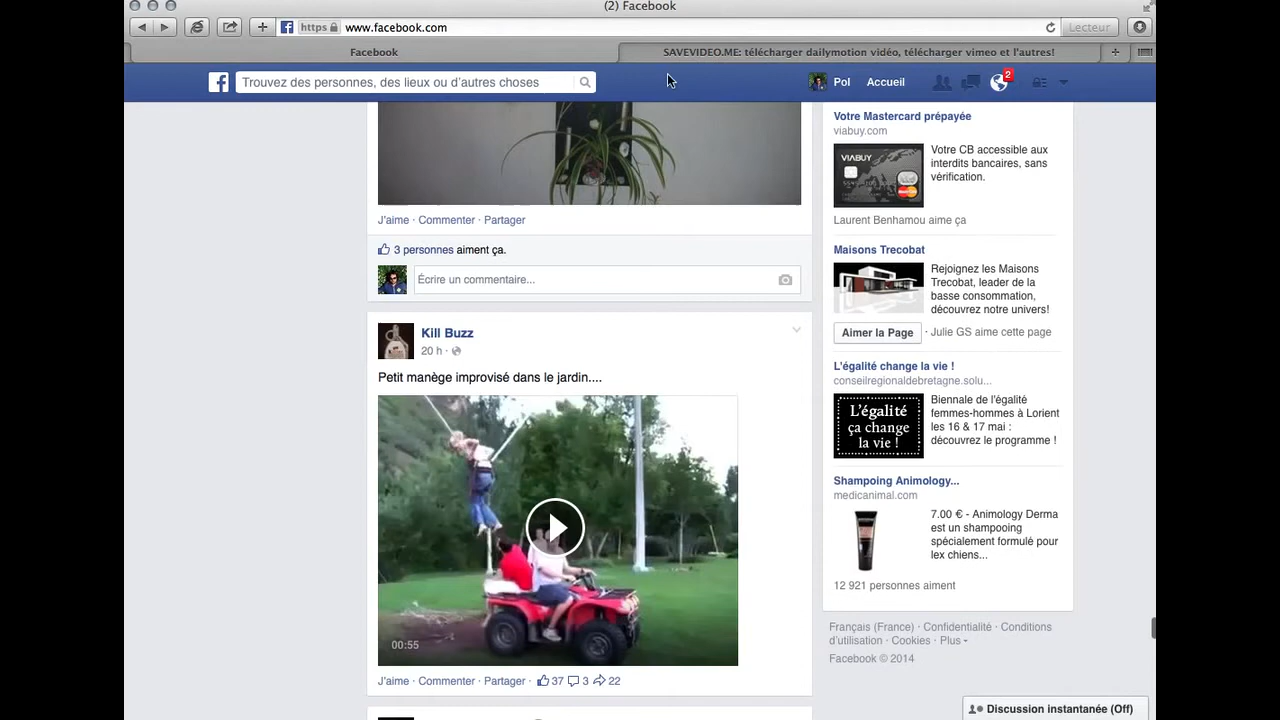 (2) Facebook
https www.facebook.com Lecteur
Facebook
SAVEVIDEO.ME: télécharger dailymotion vidéo, télécharger vimeo et l'autres!
Trouvez des personnes, des lieux ou d'autres choses
Pol Accueil 2
J'aime · Commenter · Partager
3 personnes aiment ça.
Écrire un commentaire...
Kill Buzz
20 h ·
Petit manège improvisé dans le jardin....
00:55
J'aime · Commenter · Partager · 37 3 22
Votre Mastercard prépayée
viabuy.com
VIABUY
MasterCard
Votre CB accessible aux
interdits bancaires, sans
vérification.
Laurent Benhamou aime ça
Maisons Trecobat
Rejoignez les Maisons
Trecobat, leader de la
basse consommation,
découvrez notre univers!
Aimer la Page · Julie GS aime cette page
L'égalité change la vie !
conseilregionaldebretagne.solu...
L'égalité
ça change
la vie !
Biennale de l'égalité
femmes-hommes à Lorient
les 16 & 17 mai :
découvrez le programme !
Shampoing Animology...
medicanimal.com
7.00 € - Animology Derma
est un shampooing
spécialement formulé pour
lex chiens...
12 921 personnes aiment
Français (France) · Confidentialité · Conditions
d'utilisation · Cookies · Plus
Facebook © 2014
Discussion instantanée (Off)